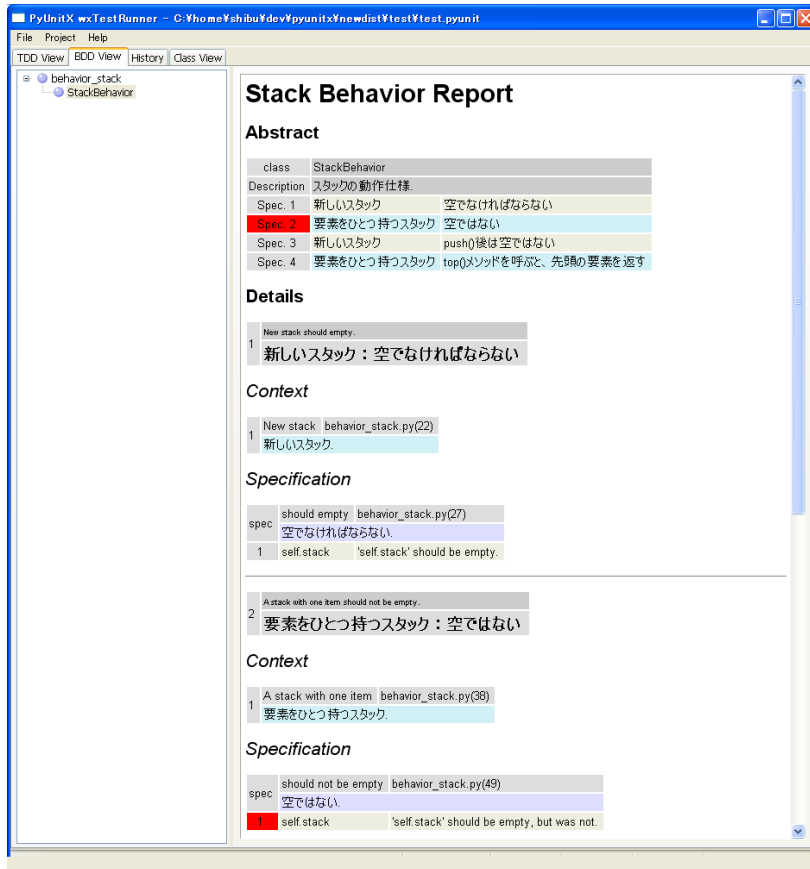 PyUnitX wxTestRunner - C:¥home¥shibu¥dev¥pyunitx¥newdist¥test¥test.pyunit
File Project Help
TDD View BDD View History Class View
behavior_stack
StackBehavior
Stack Behavior Report
Abstract
class StackBehavior
Description スタックの動作仕様.
Spec. 1 新しいスタック 空でなければならない
Spec. 2 要素をひとつ持つスタック 空ではない
Spec. 3 新しいスタック push()後は空ではない
Spec. 4 要素をひとつ持つスタック top()メソッドを呼ぶと、先頭の要素を返す
Details
1 New stack should empty.
新しいスタック：空でなければならない
Context
1 New stack behavior_stack.py(22)
新しいスタック.
Specification
spec should empty behavior_stack.py(27)
空でなければならない.
1 self.stack 'self.stack' should be empty.
2 A stack with one item should not be empty.
要素をひとつ持つスタック：空ではない
Context
1 A stack with one item behavior_stack.py(38)
要素をひとつ持つスタック.
Specification
spec should not be empty behavior_stack.py(49)
空ではない.
1 self.stack 'self.stack' should be empty, but was not.